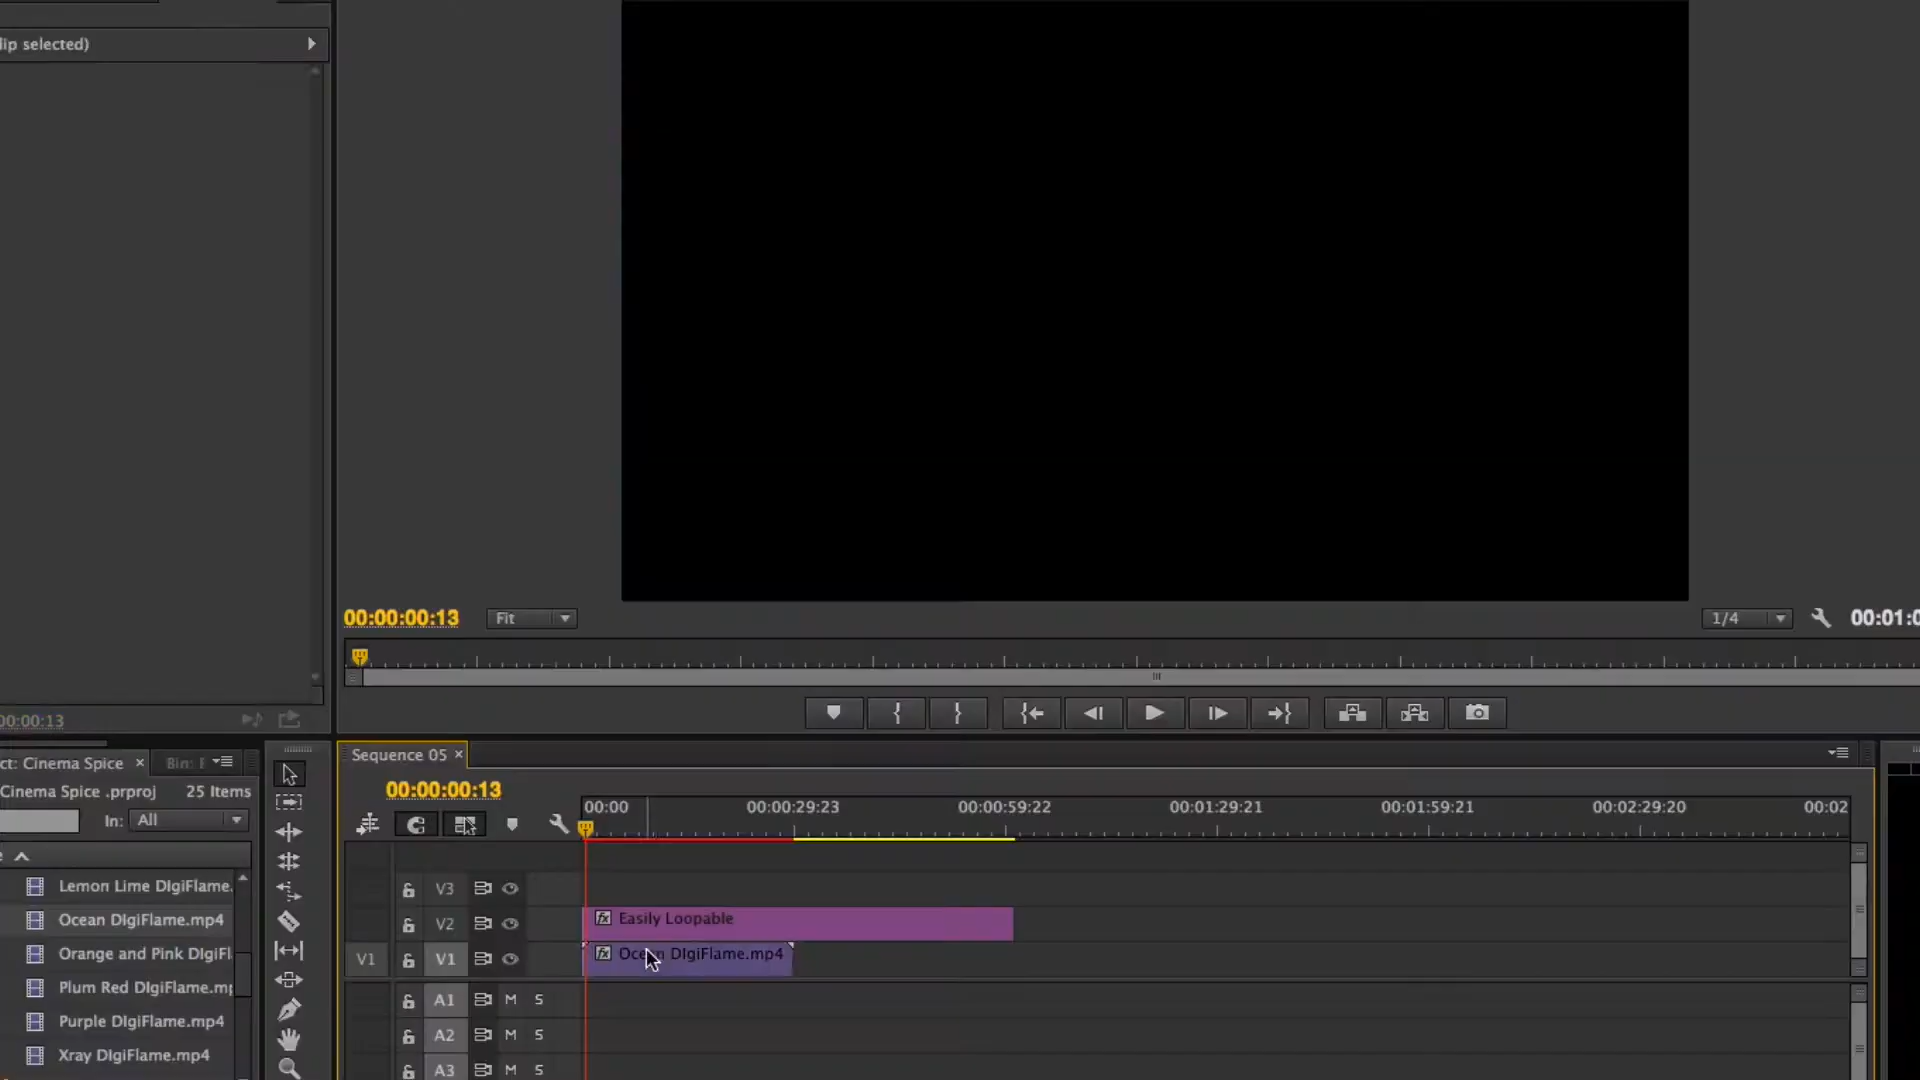 lip selected)
00:00:00:13
Fit
1/4
00:01:0
00:00:13
ct: Cinema Spice
Bin:
Sequence 05
Cinema Spice .prproj
25 Items
In:
All
00:00:00:13
00:00
00:00:29:23
00:00:59:22
00:01:29:21
00:01:59:21
00:02:29:20
00:02
Lemon Lime DIgiFlame.
Ocean DIgiFlame.mp4
Orange and Pink DIgiFl
Plum Red DIgiFlame.mp
Purple DIgiFlame.mp4
Xray DIgiFlame.mp4
V3
V2
Easily Loopable
V1
V1
Ocean DIgiFlame.mp4
A1
M
S
A2
M
S
A3
M
S